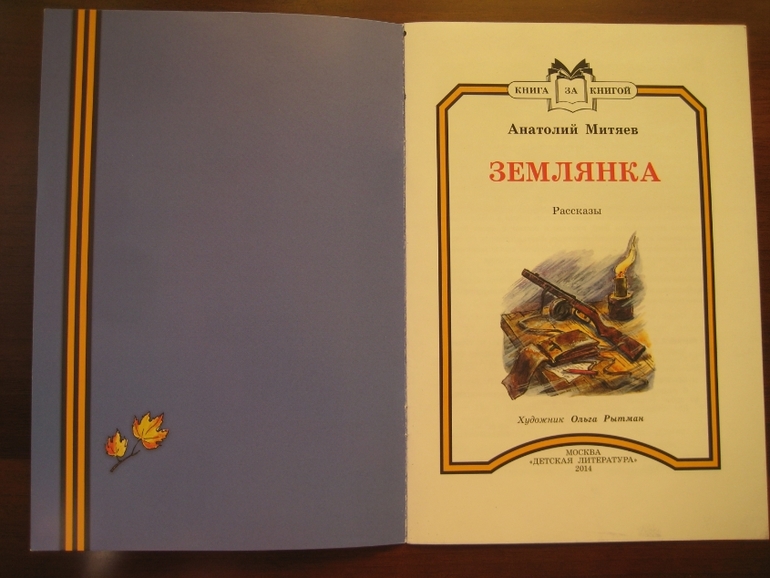 КНИГА ЗА КНИГОЙ
Анатолий Митяев
ЗЕМЛЯНКА
Рассказы
Художник Ольга Рытман
МОСКВА
«ДЕТСКАЯ ЛИТЕРАТУРА»
2014